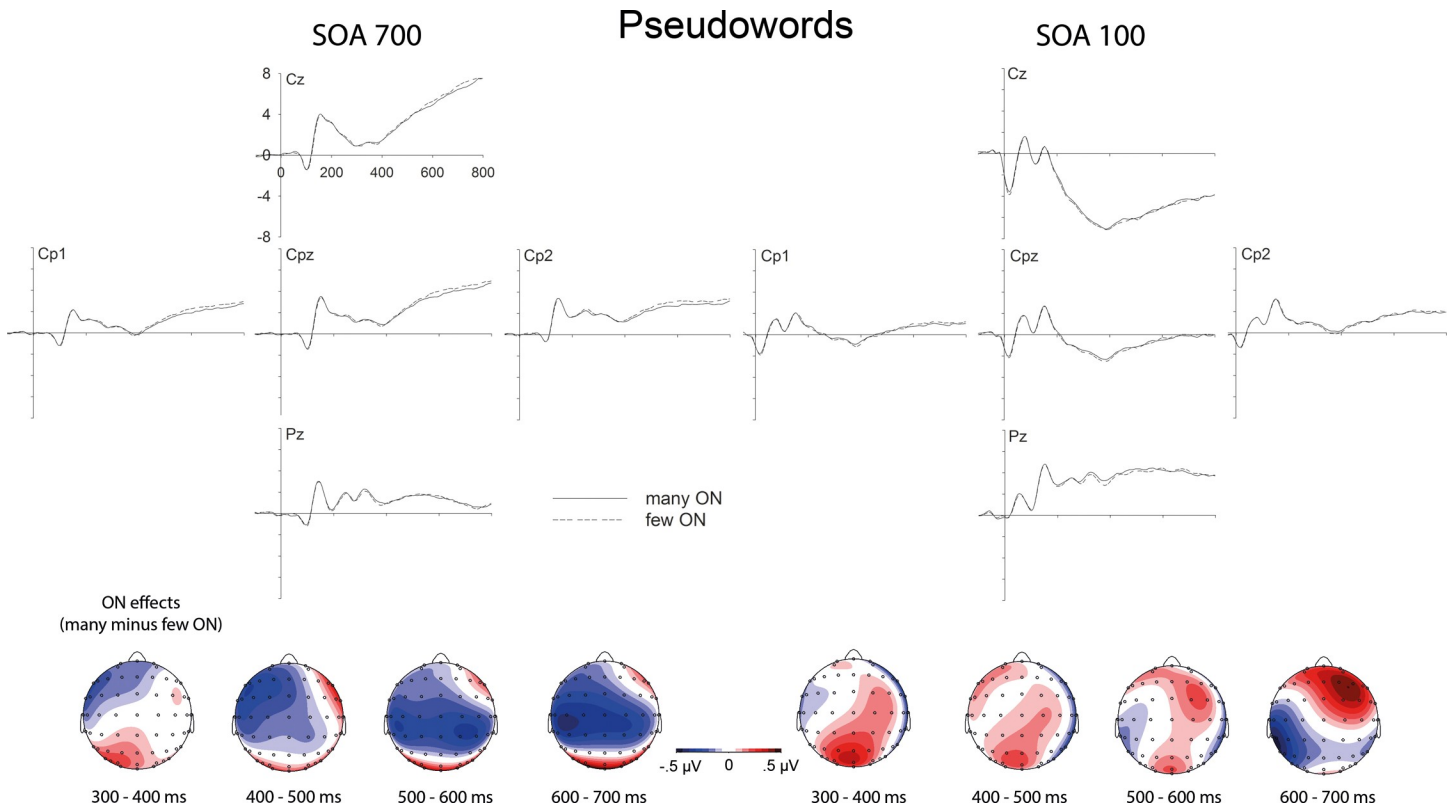 Pseudowords
SOA 700
SOA 100
8
Cz
4
0
0 200 400 600 800
-4
-8
Cz
Cp1
Cpz
Cp2
Cp1
Cpz
Cp2
Pz
Pz
many ON
few ON
ON effects
(many minus few ON)
-.5 µV 0 .5 µV
300 - 400 ms 400 - 500 ms 500 - 600 ms 600 - 700 ms 300 - 400 ms 400 - 500 ms 500 - 600 ms 600 - 700 ms